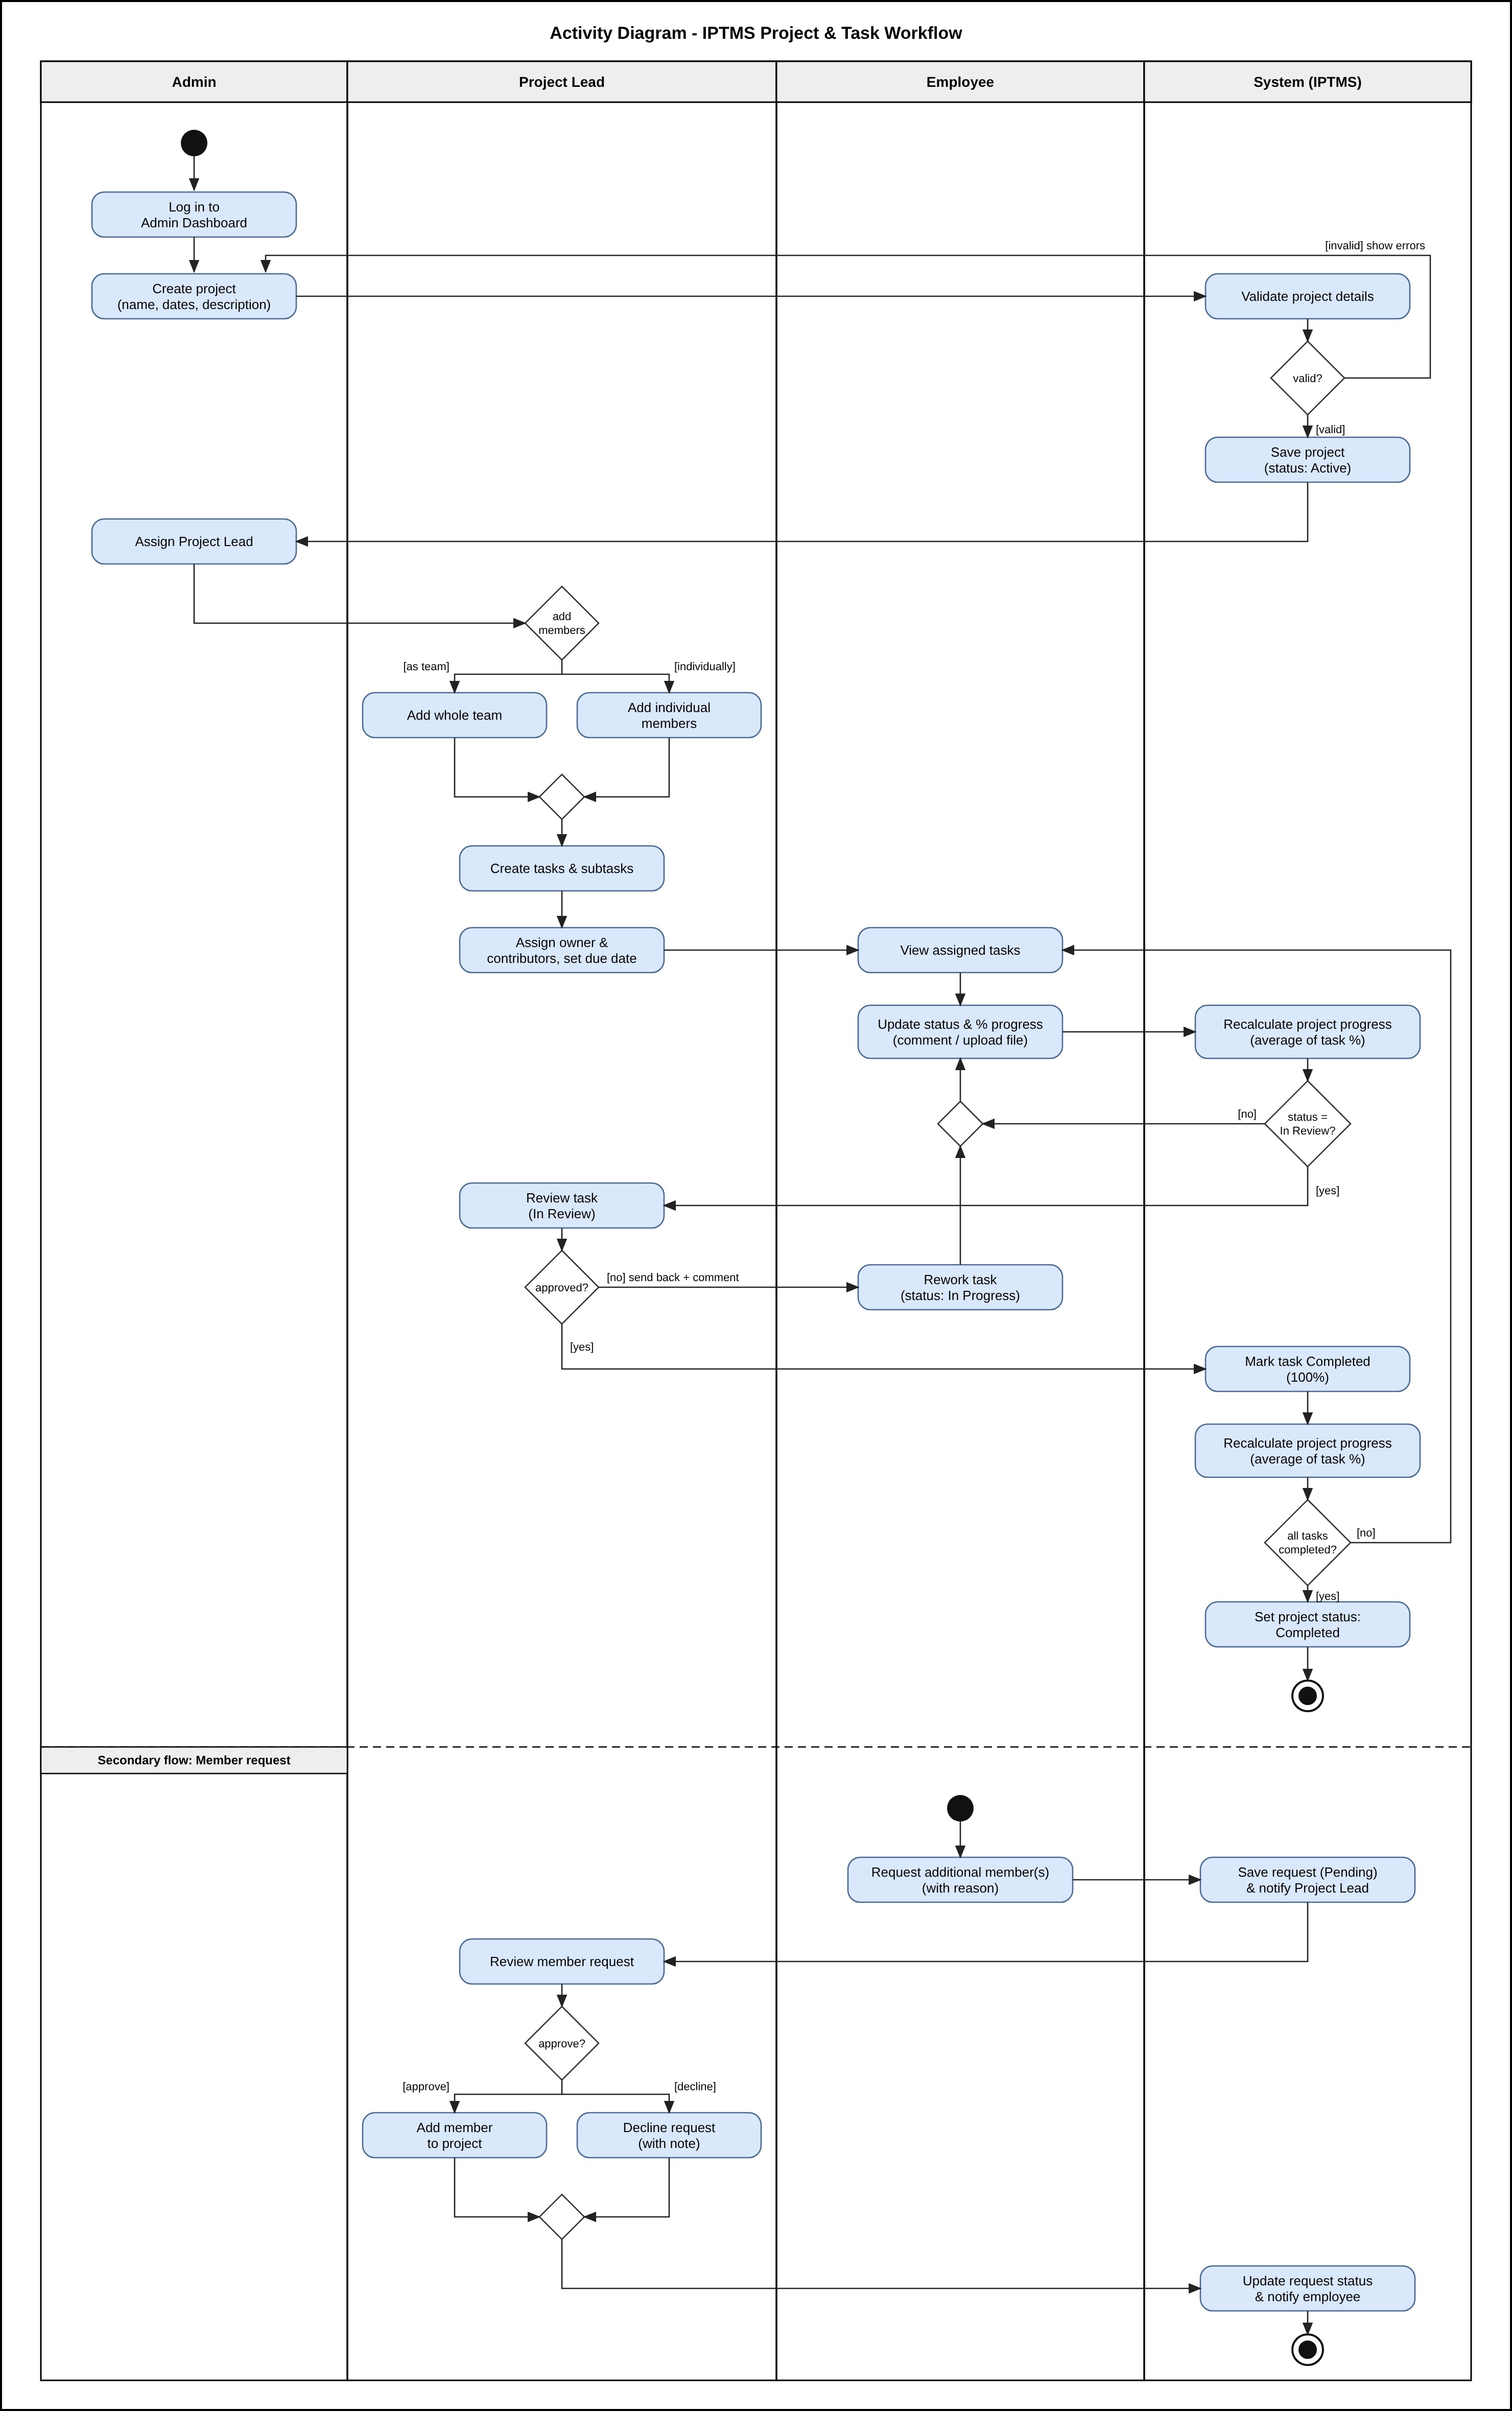 Activity Diagram - IPTMS Project & Task Workflow
Admin
Project Lead
Employee
System (IPTMS)
Log in to
Admin Dashboard
[invalid] show errors
Create project
(name, dates, description)
Validate project details
valid?
[valid]
Save project
(status: Active)
Assign Project Lead
add
members
[as team]
[individually]
Add whole team
Add individual
members
Create tasks & subtasks
Assign owner &
contributors, set due date
View assigned tasks
Update status & % progress
(comment / upload file)
Recalculate project progress
(average of task %)
[no]
status =
In Review?
[yes]
Review task
(In Review)
approved?
[no] send back + comment
Rework task
(status: In Progress)
[yes]
Mark task Completed
(100%)
Recalculate project progress
(average of task %)
all tasks
completed?
[no]
[yes]
Set project status:
Completed
Secondary flow: Member request
Request additional member(s)
(with reason)
Save request (Pending)
& notify Project Lead
Review member request
approve?
[approve]
[decline]
Add member
to project
Decline request
(with note)
Update request status
& notify employee